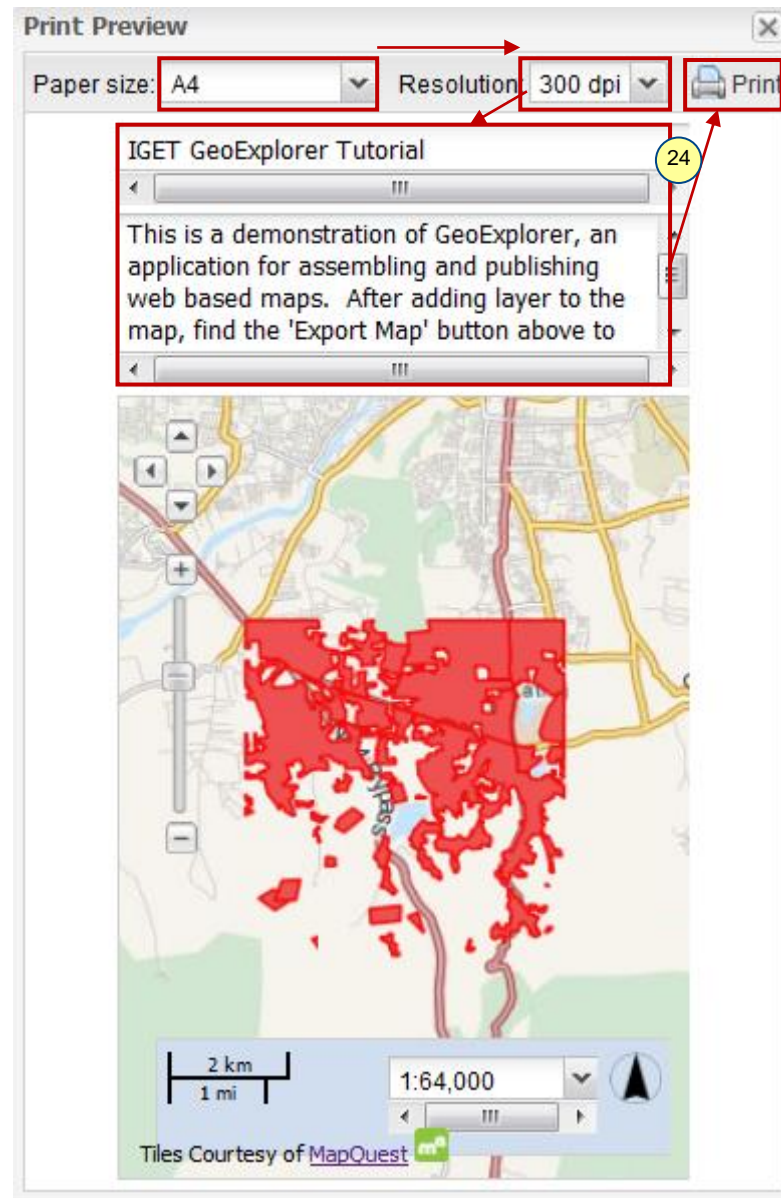 Print Preview
Paper size: A4 Resolution: 300 dpi Print
IGET GeoExplorer Tutorial
24
This is a demonstration of GeoExplorer, an
application for assembling and publishing
web based maps. After adding layer to the
map, find the 'Export Map' button above to
2 km
1 mi
1:64,000
Tiles Courtesy of MapQuest